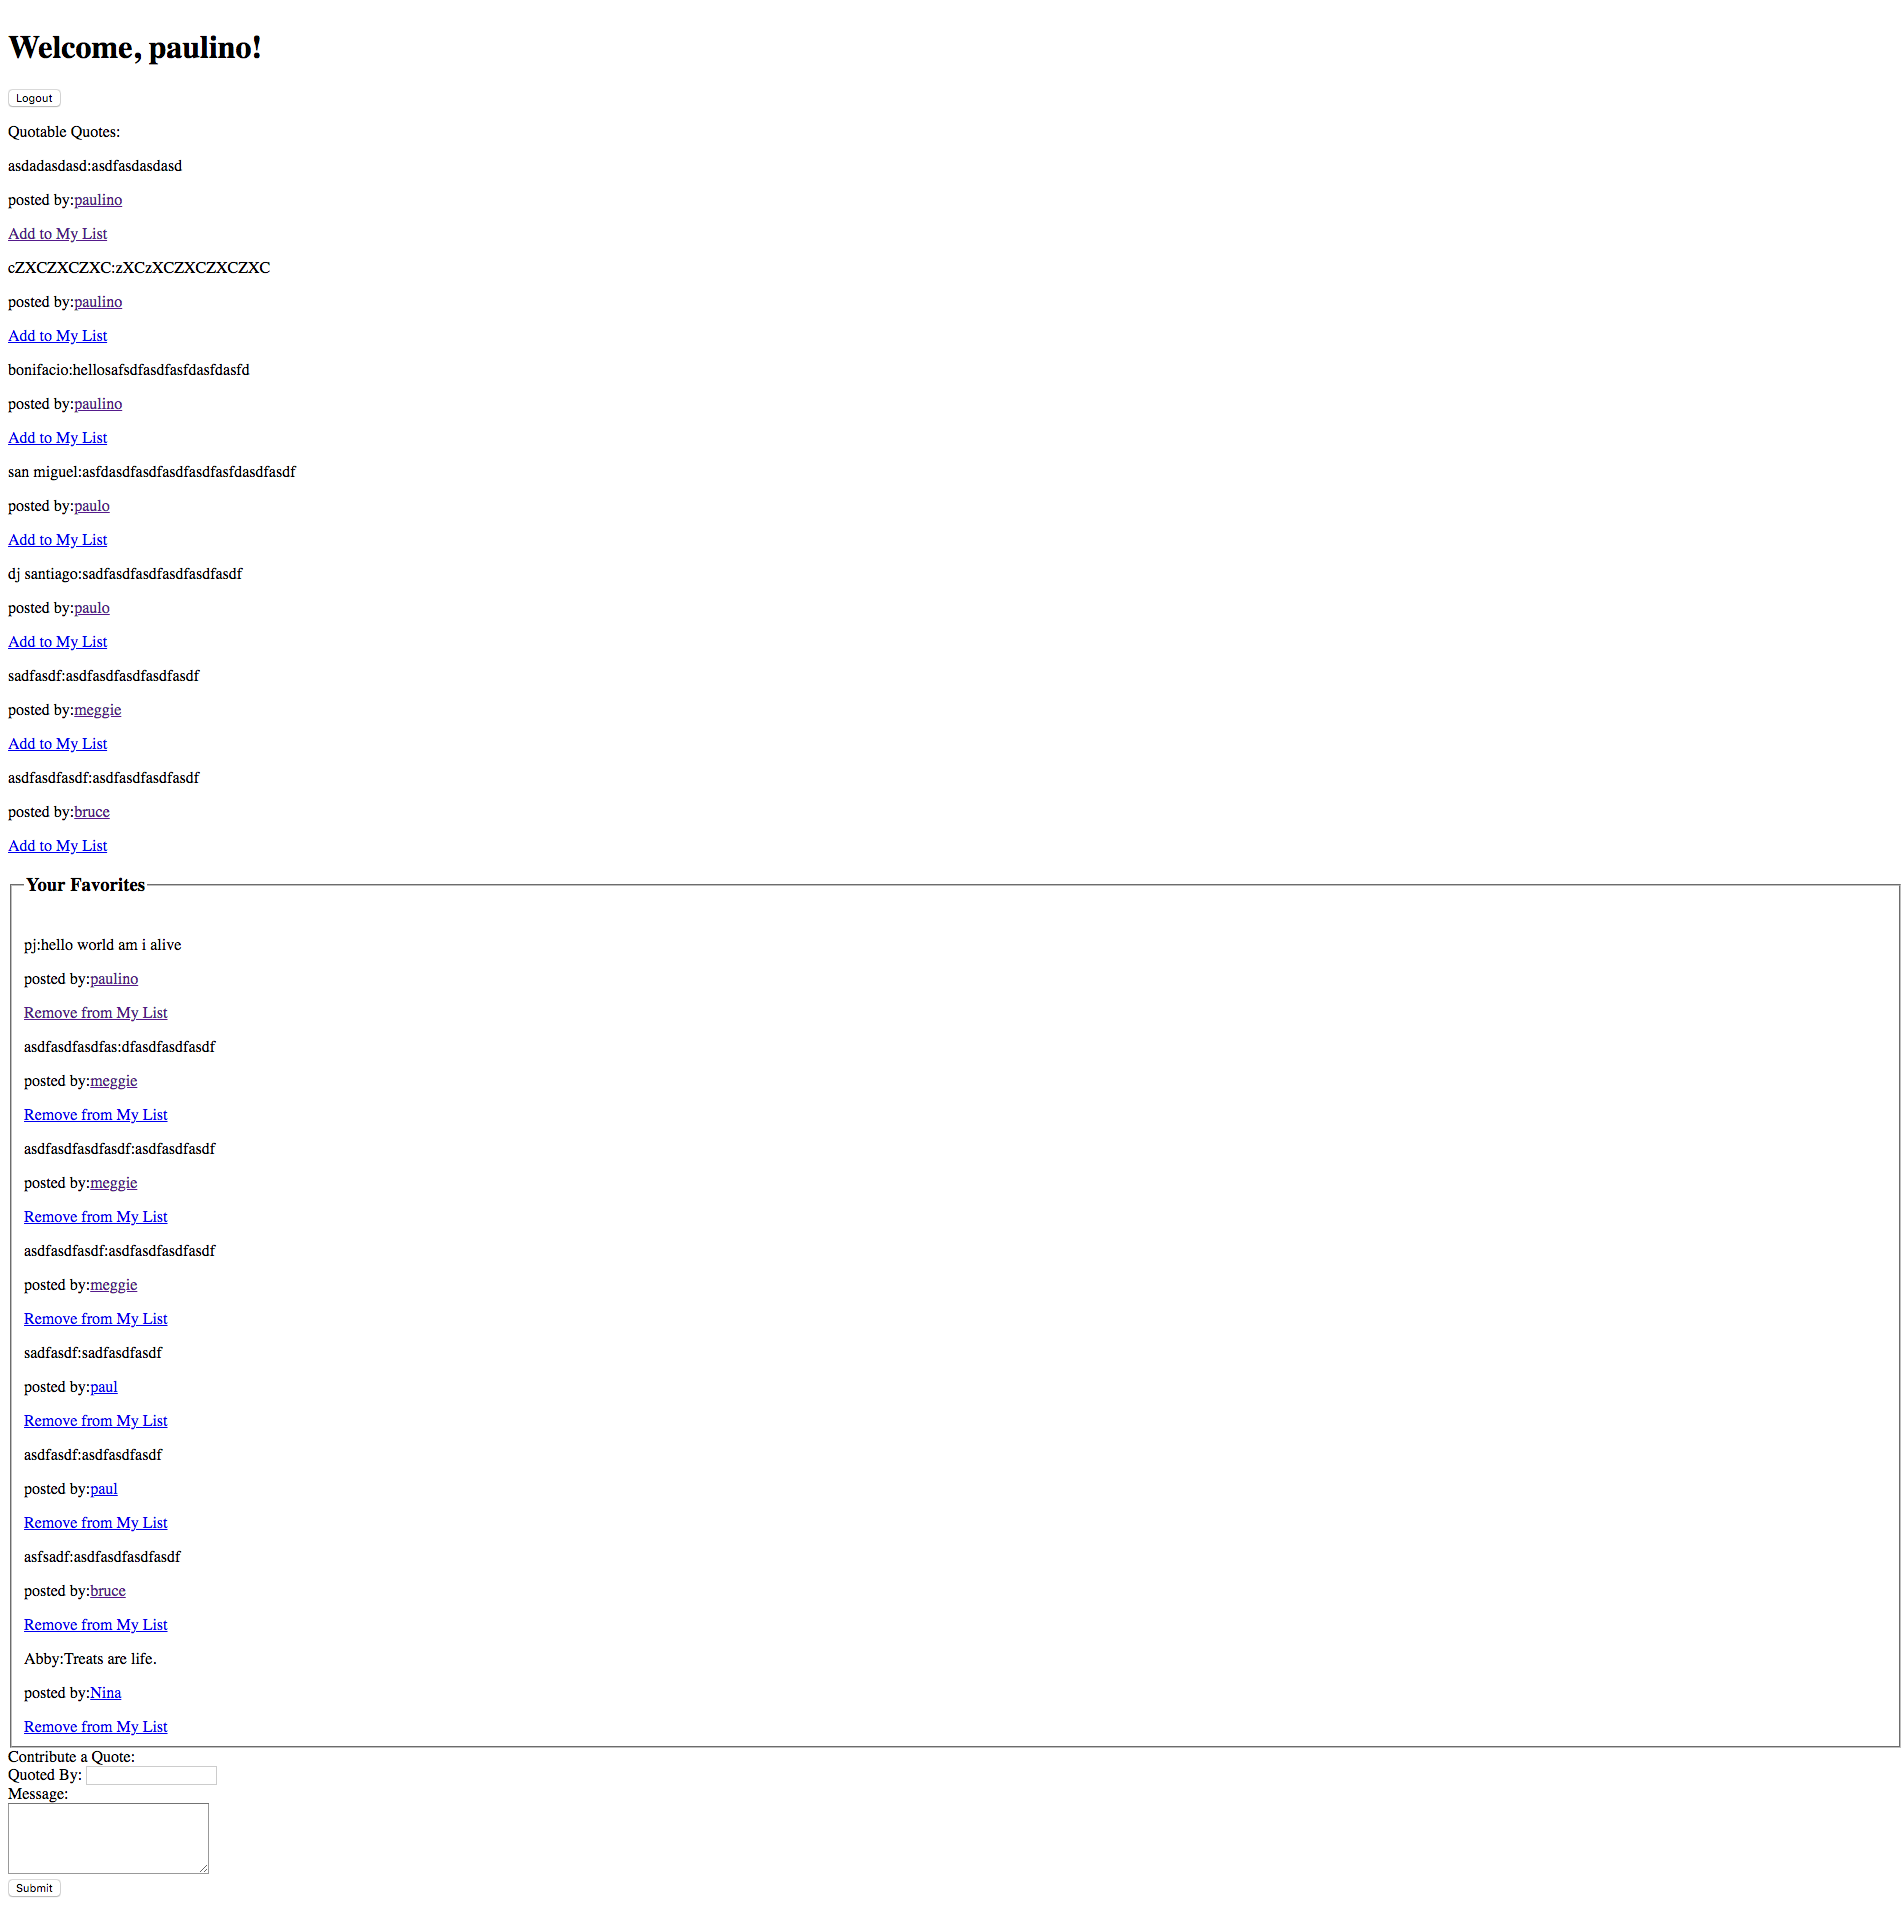 Welcome, paulino!
Logout
Quotable Quotes:
asdadasdasd:asdfasdasdasd
posted by:paulino
Add to My List
cZXCZXCZXC:zXCzXCZXCZXCZXC
posted by:paulino
Add to My List
bonifacio:hellosafsdfasdfasfdasfdasfd
posted by:paulino
Add to My List
san miguel:asfdasdfasdfasdfasdfasfdasdfasdf
posted by:paulo
Add to My List
dj santiago:sadfasdfasdfasdfasdfasdf
posted by:paulo
Add to My List
sadfasdf:asdfasdfasdfasdfasdf
posted by:meggie
Add to My List
asdfasdfasdf:asdfasdfasdfasdf
posted by:bruce
Add to My List
Your Favorites
pj:hello world am i alive
posted by:paulino
Remove from My List
asdfasdfasdfas:dfasdfasdfasdf
posted by:meggie
Remove from My List
asdfasdfasdfasdf:asdfasdfasdf
posted by:meggie
Remove from My List
asdfasdfasdf:asdfasdfasdfasdf
posted by:meggie
Remove from My List
sadfasdf:sadfasdfasdf
posted by:paul
Remove from My List
asdfasdf:asdfasdfasdf
posted by:paul
Remove from My List
asfsadf:asdfasdfasdfasdf
posted by:bruce
Remove from My List
Abby:Treats are life.
posted by:Nina
Remove from My List
Contribute a Quote:
Quoted By:
Message:
Submit